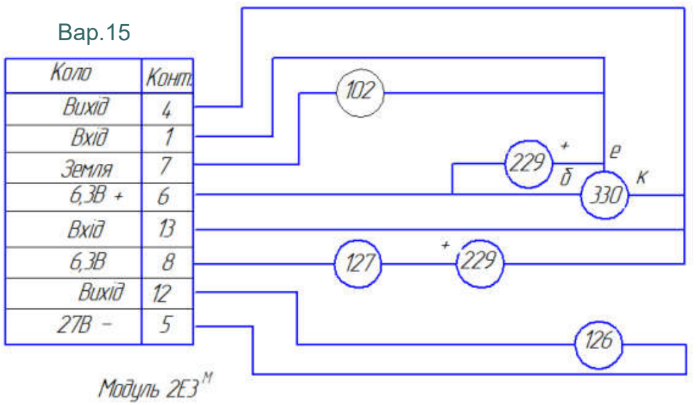 Вар.15
Коло Конт.
Вихід 4
Вхід 1
Земля 7
6,3В + 6
Вхід 13
6,3В 8
Вихід 12
27В – 5
102
229 + е
б 330 к
127 + 229
126
Модуль 2ЕЗᴹ